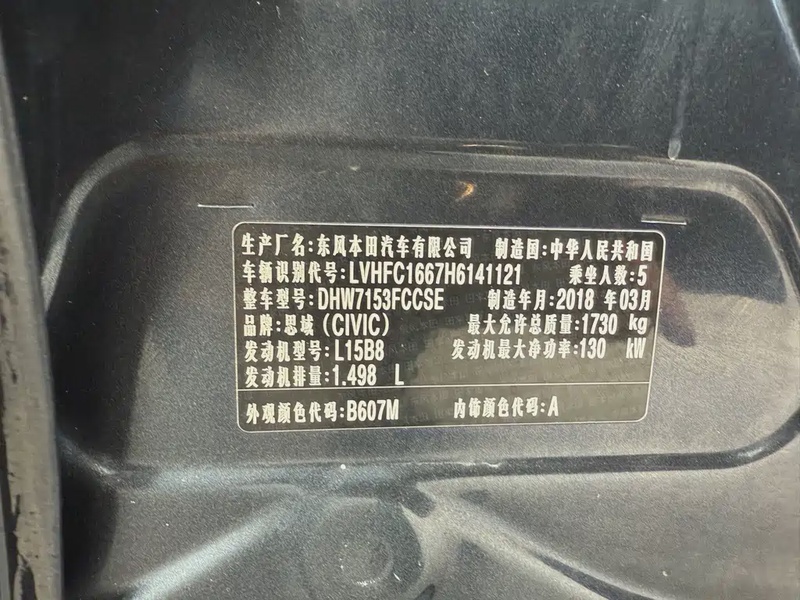 生产厂名:东风本田汽车有限公司 制造国:中华人民共和国
车辆识别代号:LVHFC1667H6141121 乘坐人数:5
整车型号:DHW7153FCCSE 制造年月:2018 年03月
品牌:思域(CIVIC) 最大允许总质量:1730 kg
发动机型号:L15B8 发动机最大净功率:130 kW
发动机排量:1.498 L
外观颜色代码:B607M 内饰颜色代码:A